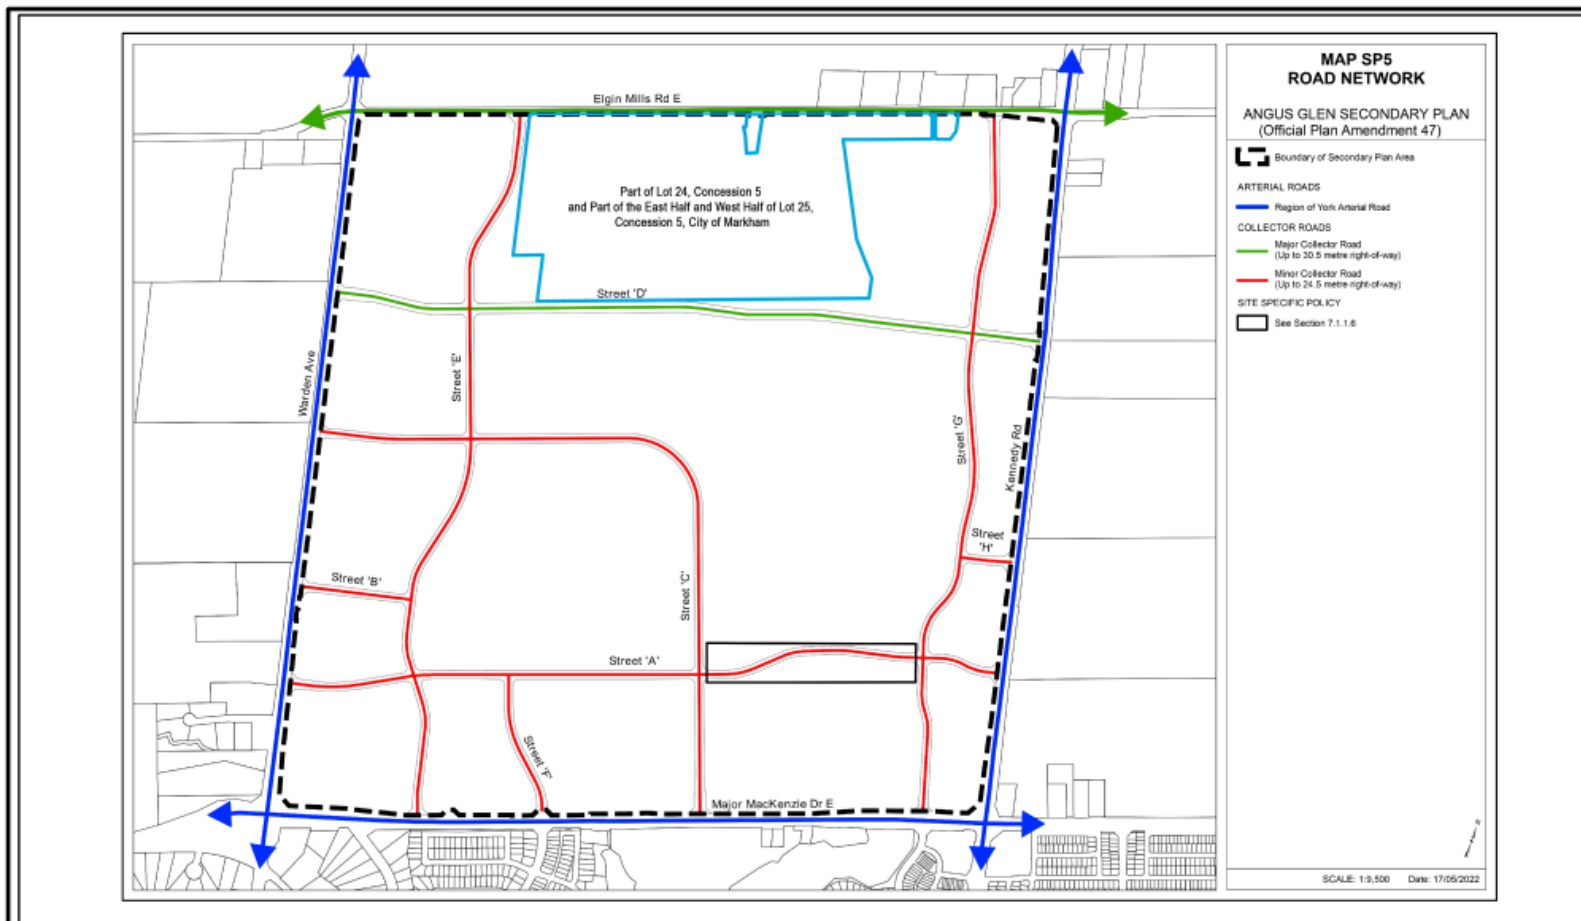 MAP SP5
ROAD NETWORK
ANGUS GLEN SECONDARY PLAN
(Official Plan Amendment 47)
Boundary of Secondary Plan Area
ARTERIAL ROADS
Region of York Arterial Road
COLLECTOR ROADS
Major Collector Road
(Up to 30.5 metre right-of-way)
Minor Collector Road
(Up to 24.5 metre right-of-way)
SITE SPECIFIC POLICY
See Section 7.1.1.6
Elgin Mills Rd E
Part of Lot 24, Concession 5
and Part of the East Half and West Half of Lot 25,
Concession 5, City of Markham
Street 'D'
Warden Ave
Street 'E'
Street 'G'
Kennedy Rd
Street
'H'
Street 'B'
Street 'C'
Street 'A'
Street 'F'
Major MacKenzie Dr E
SCALE: 1:9,500 Date: 17/05/2022